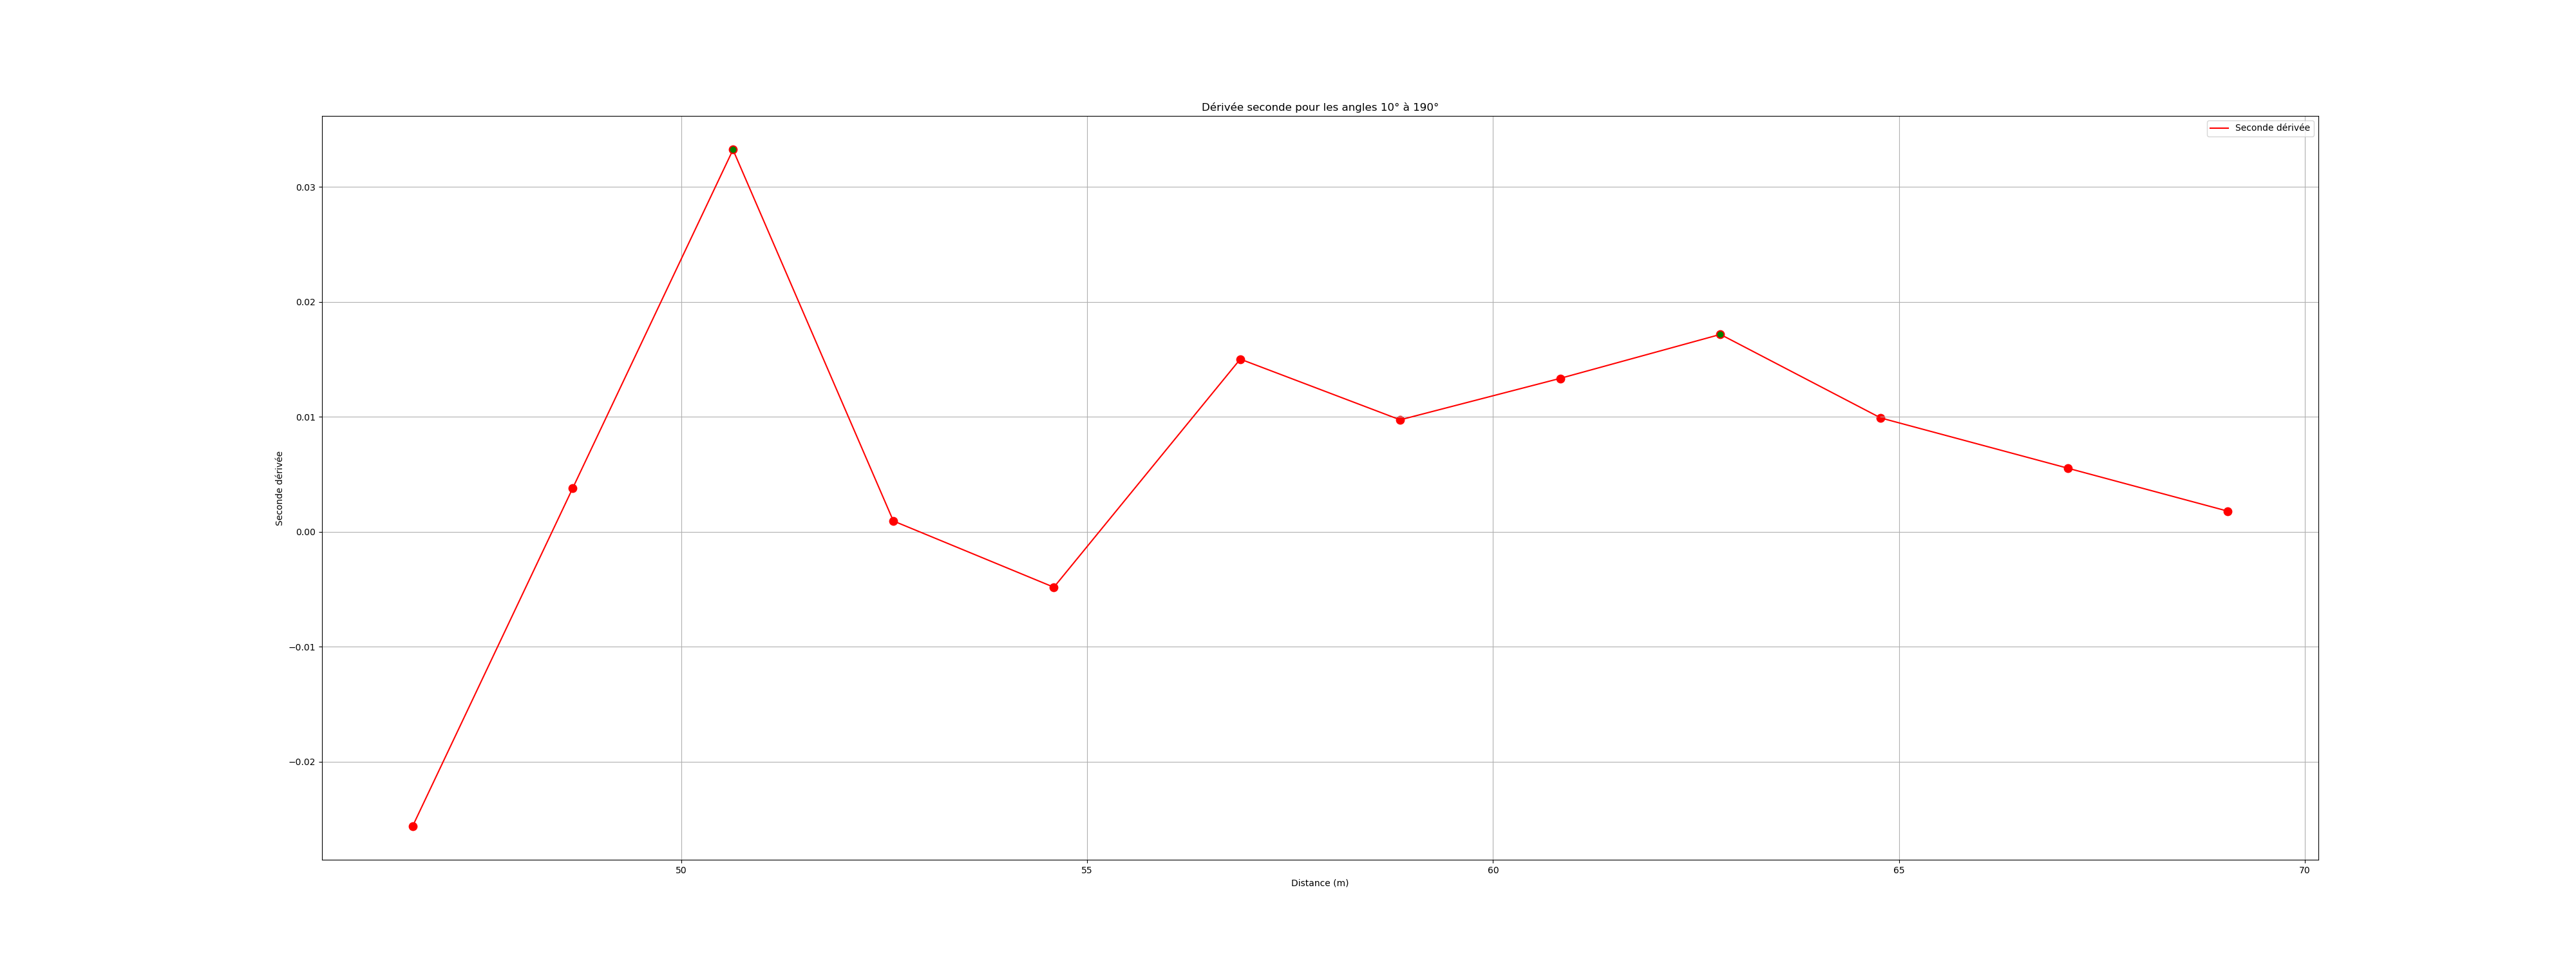 Dérivée seconde pour les angles 10° à 190°
Seconde dérivée
0.03
0.02
0.01
0.00
−0.01
−0.02
Seconde dérivée
50
55
60
65
70
Distance (m)